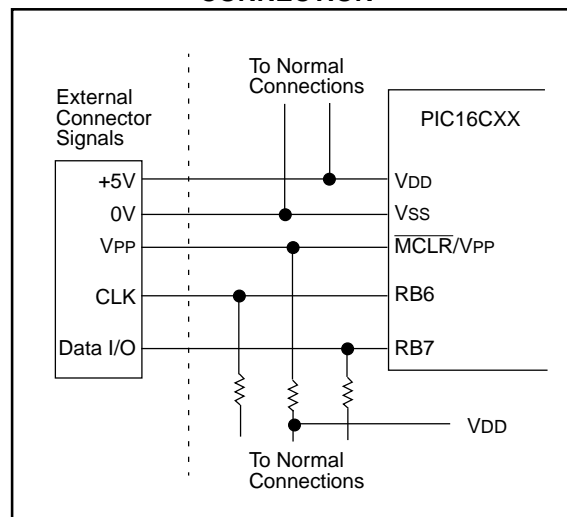 To Normal
Connections
External
Connector
Signals
PIC16CXX
+5V
VDD
0V
VSS
VPP
MCLR/VPP
CLK
RB6
Data I/O
RB7
VDD
To Normal
Connections